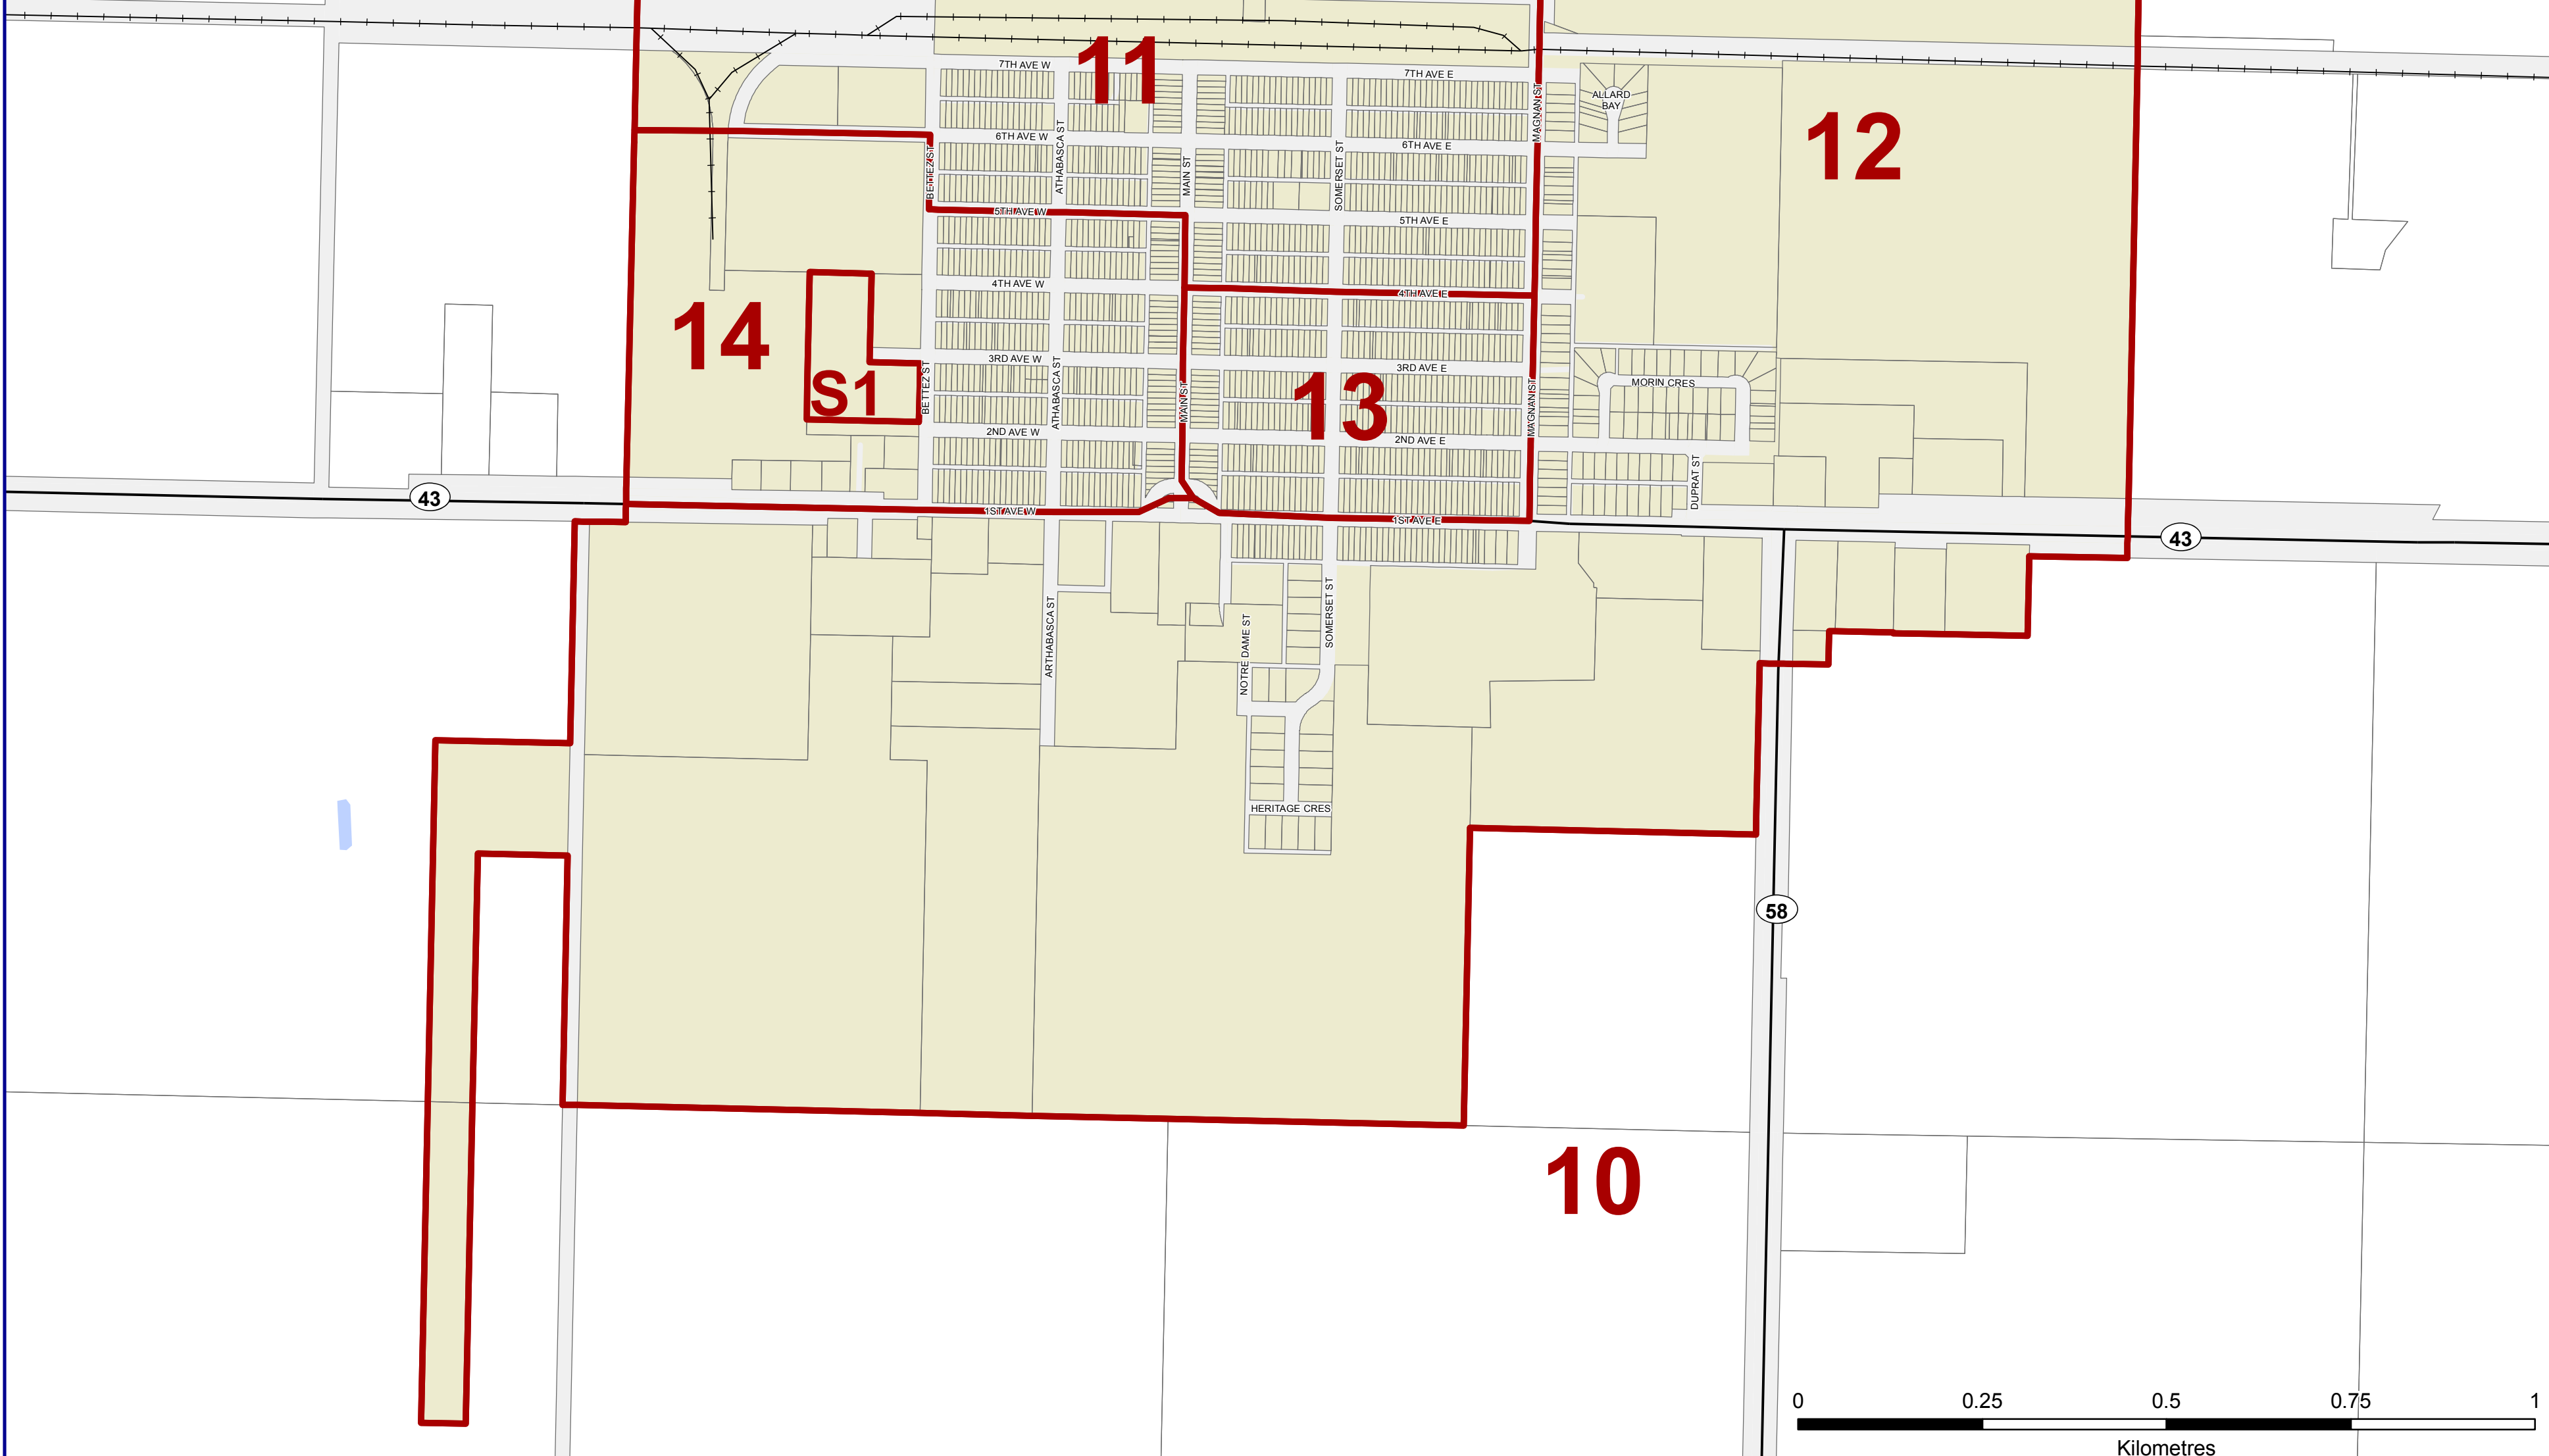 11
7TH AVE W
7TH AVE E
ALLARD
BAY
MAGNAN ST
12
6TH AVE W
6TH AVE E
BETTEZ ST
ATHABASCA ST
MAIN ST
SOMERSET ST
5TH AVE W
5TH AVE E
4TH AVE W
4TH AVE E
14
S1
3RD AVE W
3RD AVE E
13
BETTEZ ST
ATHABASCA ST
MAIN ST
MAGNAN ST
MORIN CRES
2ND AVE W
2ND AVE E
DUPRAT ST
43
1ST AVE W
1ST AVE E
43
ARTHABASCA ST
NOTRE DAME ST
SOMERSET ST
HERITAGE CRES
58
10
0 0.25 0.5 0.75 1
Kilometres